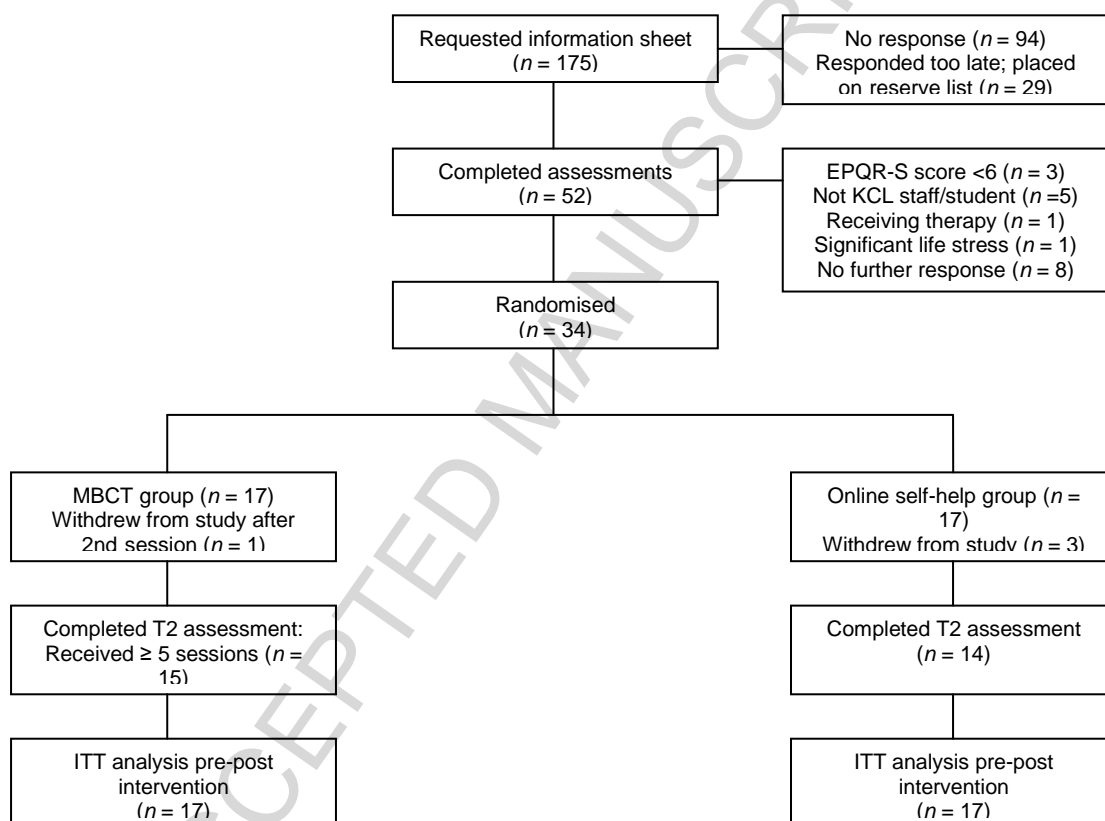 Requested information sheet
(n = 175)
No response (n = 94)
Responded too late; placed
on reserve list (n = 29)
Completed assessments
(n = 52)
EPQR-S score <6 (n = 3)
Not KCL staff/student (n =5)
Receiving therapy (n = 1)
Significant life stress (n = 1)
No further response (n = 8)
Randomised
(n = 34)
MBCT group (n = 17)
Withdrew from study after
2nd session (n = 1)
Online self-help group (n =
17)
Withdrew from study (n = 3)
Completed T2 assessment:
Received ≥ 5 sessions (n =
15)
Completed T2 assessment
(n = 14)
ITT analysis pre-post
intervention
(n = 17)
ITT analysis pre-post
intervention
(n = 17)
CCEPTED MANUSCRI